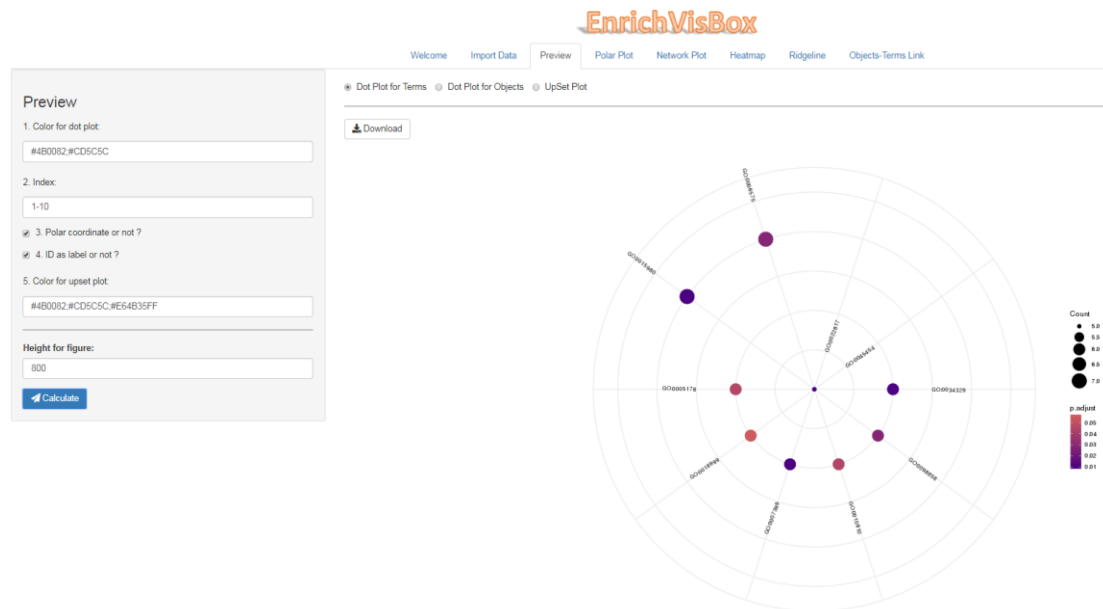 EnrichVisBox
Welcome Import Data Preview Polar Plot Network Plot Heatmap Ridgeline Objects-Terms Link
Preview
1. Color for dot plot:
#4B0082;#CD5C5C
2. Index:
1-10
3. Polar coordinate or not ?
4. ID as label or not ?
5. Color for upset plot:
#4B0082;#CD5C5C;#E64B35FF
Height for figure:
800
Calculate
Dot Plot for Terms Dot Plot for Objects UpSet Plot
Download
GO:0005178
GO:0034329
Count
5.0
5.5
6.0
6.5
7.0
p.adjust
0.05
0.04
0.03
0.02
0.01